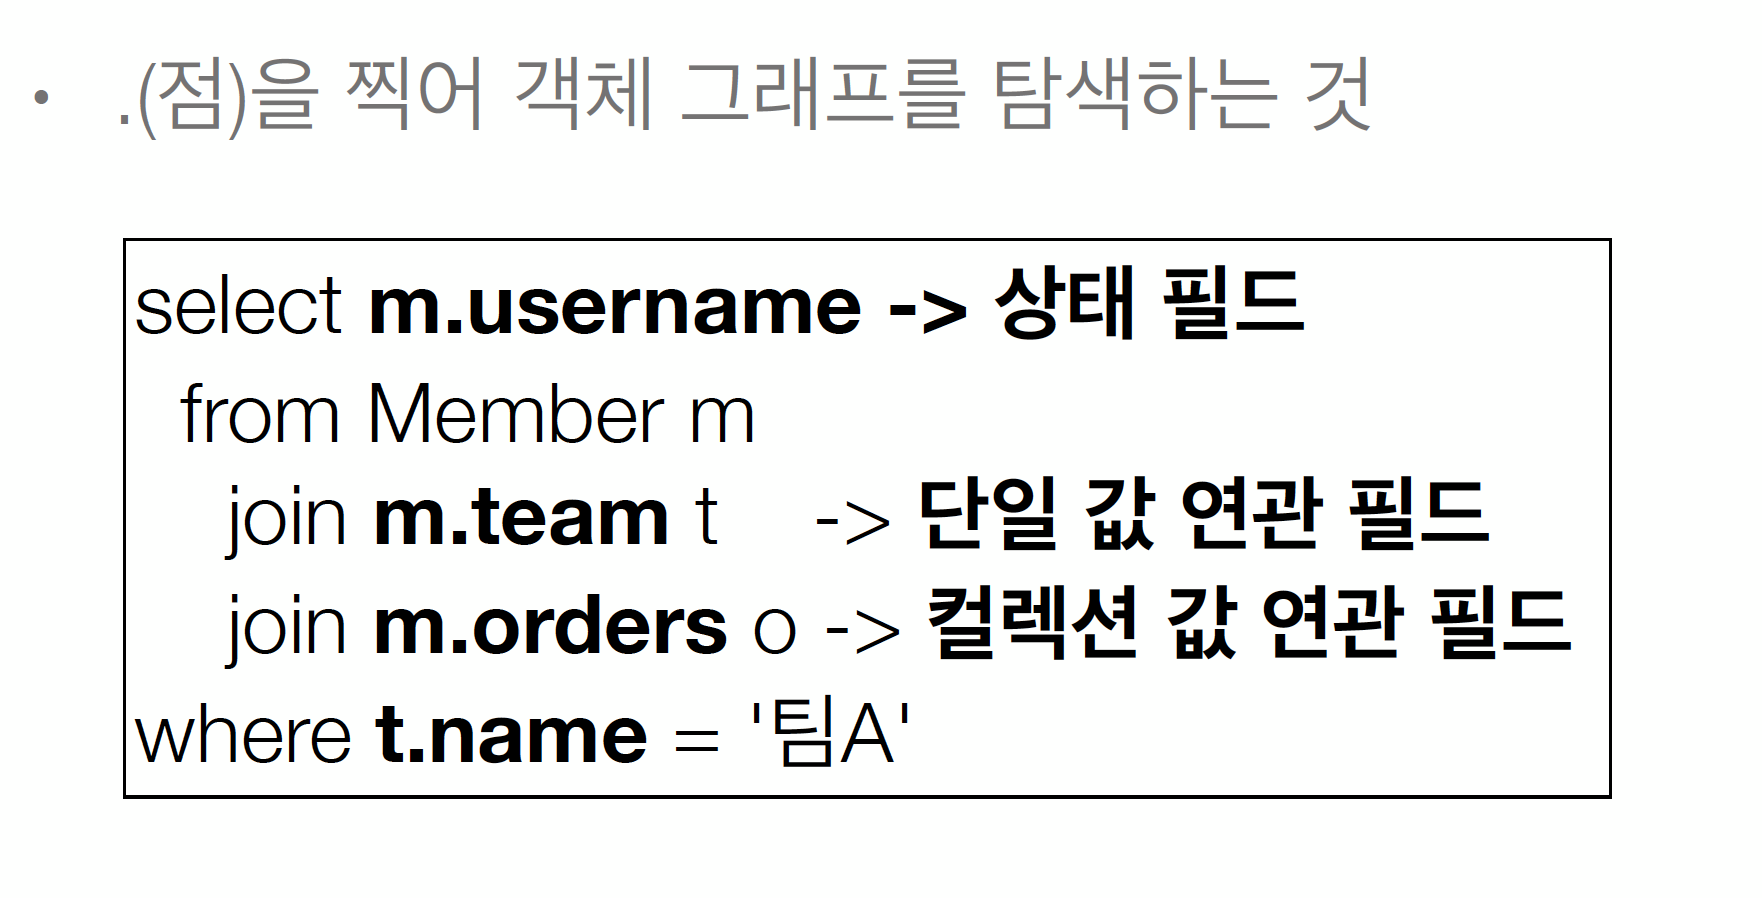 • .(점)을 찍어 객체 그래프를 탐색하는 것
select m.username -> 상태 필드
from Member m
join m.team t -> 단일 값 연관 필드
join m.orders o -> 컬렉션 값 연관 필드
where t.name = '팀A'